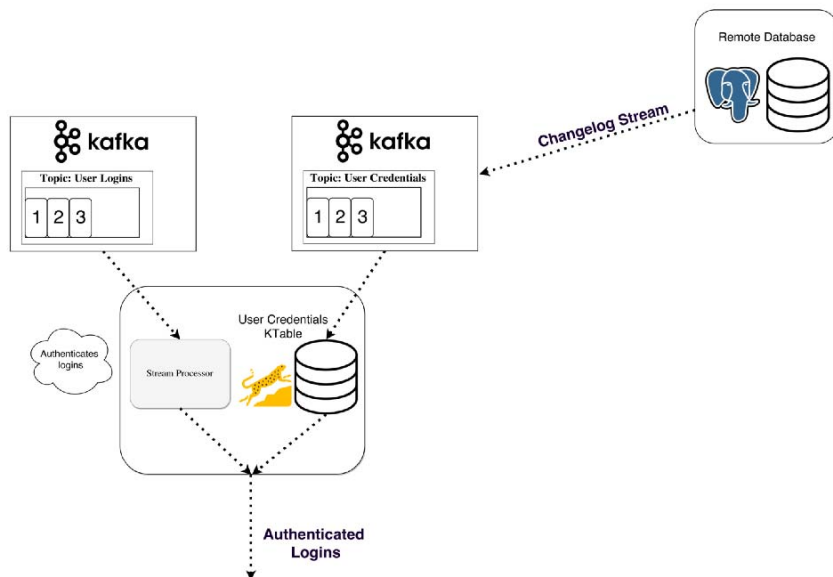 Remote Database
Changelog Stream
kafka
Topic: User Logins
1 2 3
kafka
Topic: User Credentials
1 2 3
User Credentials
KTable
Authenticates
logins
Stream Processor
Authenticated
Logins